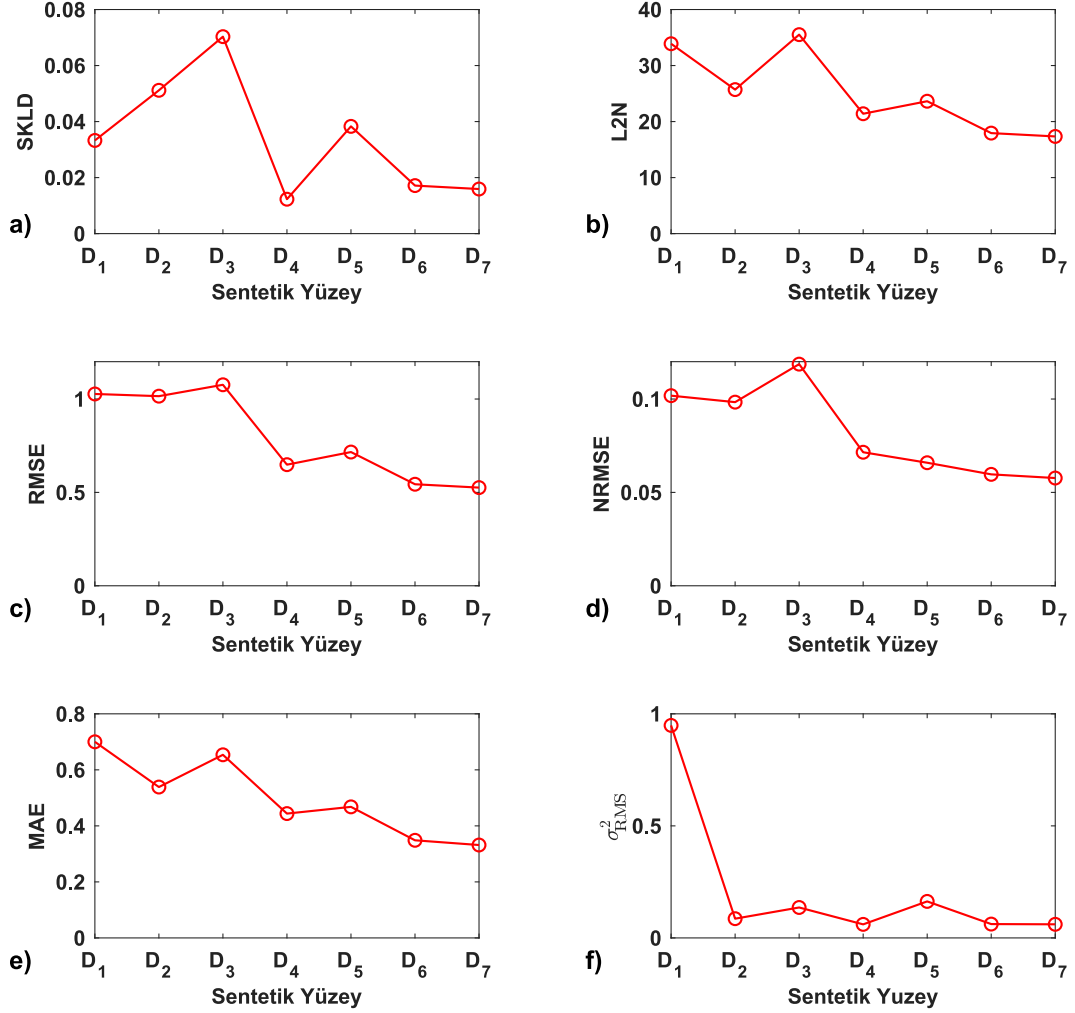 0.08
0.06
0.04
0.02
0
SKLD
a)
D1 D2 D3 D4 D5 D6 D7
Sentetik Yüzey
40
30
20
10
0
L2N
b)
D1 D2 D3 D4 D5 D6 D7
Sentetik Yüzey
1
0.5
0
RMSE
c)
D1 D2 D3 D4 D5 D6 D7
Sentetik Yüzey
0.1
0.05
0
NRMSE
d)
D1 D2 D3 D4 D5 D6 D7
Sentetik Yüzey
0.8
0.6
0.4
0.2
0
MAE
e)
D1 D2 D3 D4 D5 D6 D7
Sentetik Yüzey
1
0.5
0
σ²RMS
f)
D1 D2 D3 D4 D5 D6 D7
Sentetik Yuzey